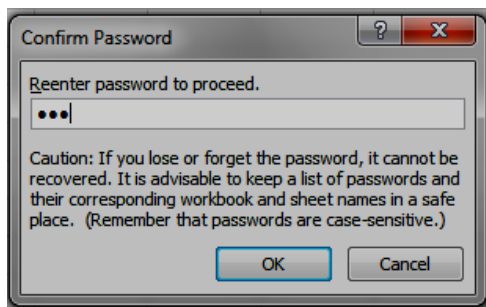 Confirm Password
Reenter password to proceed.
•••
Caution: If you lose or forget the password, it cannot be
recovered. It is advisable to keep a list of passwords and
their corresponding workbook and sheet names in a safe
place.  (Remember that passwords are case-sensitive.)
OK Cancel